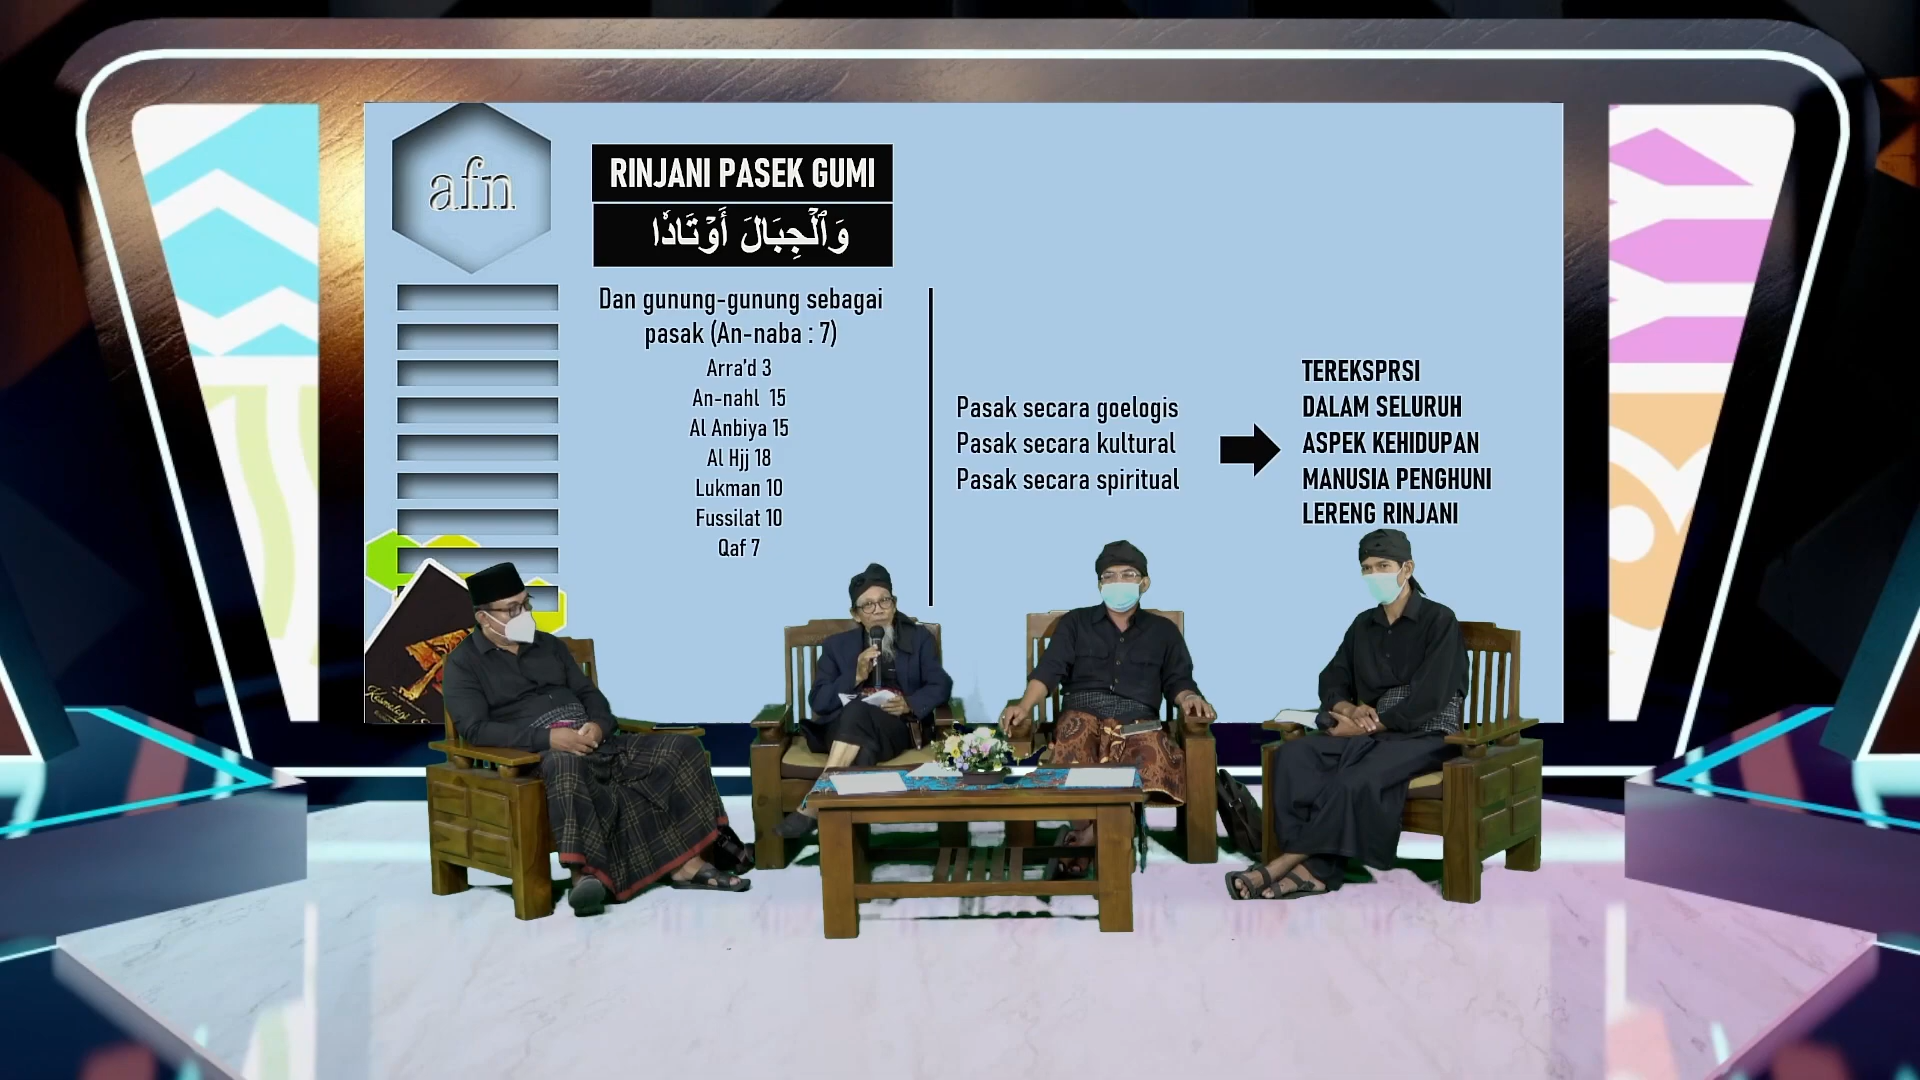 afn
RINJANI PASEK GUMI
وَٱلْجِبَالَ أَوْتَادًا
Dan gunung-gunung sebagai
pasak (An-naba : 7)
Arra'd 3
An-nahl 15
Al Anbiya 15
Al Hjj 18
Lukman 10
Fussilat 10
Qaf 7
Pasak secara goelogis
Pasak secara kultural
Pasak secara spiritual
TEREKSPRSI
DALAM SELURUH
ASPEK KEHIDUPAN
MANUSIA PENGHUNI
LERENG RINJANI
Kosmologi